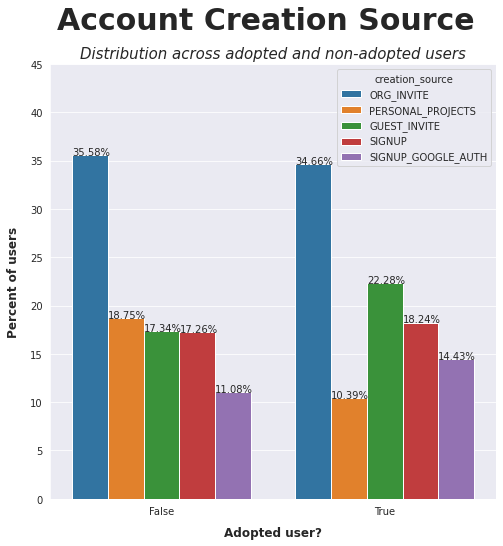 Account Creation Source
Distribution across adopted and non-adopted users
45
40
35
30
25
20
15
10
5
0
Percent of users
creation_source
ORG_INVITE
PERSONAL_PROJECTS
GUEST_INVITE
SIGNUP
SIGNUP_GOOGLE_AUTH
35.58%
18.75%
17.34%
17.26%
11.08%
34.66%
10.39%
22.28%
18.24%
14.43%
False
True
Adopted user?